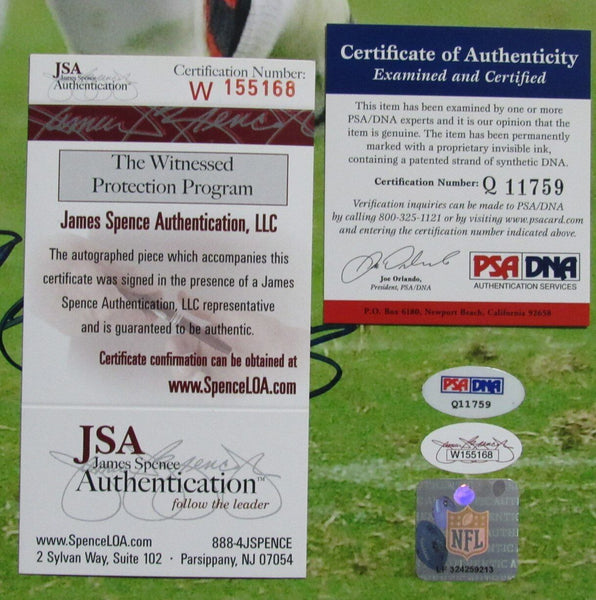 JSA
James Spence
Authentication
Certification Number:
W 155168
The Witnessed
Protection Program
James Spence Authentication, LLC
The autographed piece which accompanies this
certificate was signed in the presence of a James
Spence Authentication, LLC representative
and is guaranteed to be authentic.
Certificate confirmation can be obtained at
www.SpenceLOA.com
JSA
James Spence
Authentication™
follow the leader
www.SpenceLOA.com 888-4JSPENCE
2 Sylvan Way, Suite 102 • Parsippany, NJ 07054
Certificate of Authenticity
Examined and Certified
This item has been examined by one or more
PSA/DNA experts and it is our opinion that the
item is genuine. The item has been permanently
marked with a proprietary invisible ink,
containing a patented strand of synthetic DNA.
Certification Number: Q 11759
Verification inquiries can be made to PSA/DNA
by calling 800-325-1121 or by visiting www.psacard.com
and entering the certification number indicated above.
Joe Orlando,
President, PSA/DNA
PSA DNA
AUTHENTICATION SERVICES
P.O. Box 6180, Newport Beach, California 92658
PSA DNA
Q11759
W155168
NFL
LF 324259213